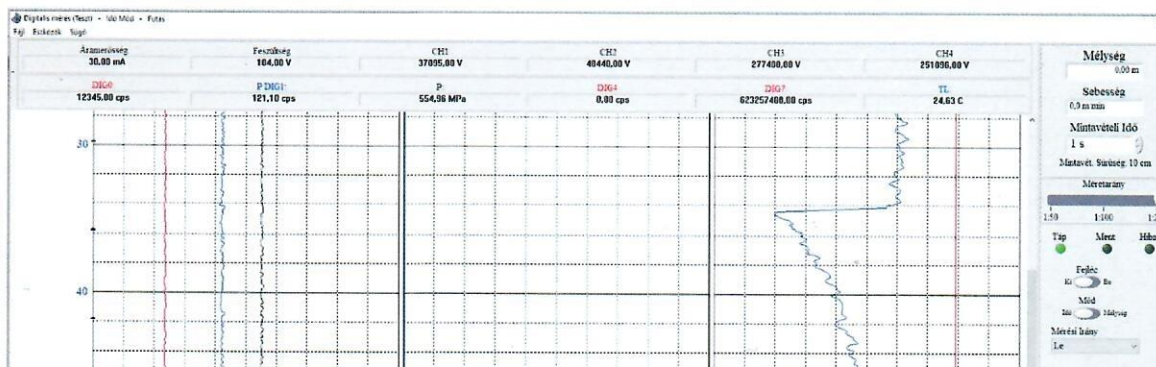 Digitális mérés (Teszt) - Idő Mód - Futás
Fájl Eszközök Súgó
Áramerősség Feszültség CH1 CH2 CH3 CH4
30,00 mA 104,00 V 37095,00 V 40440,00 V 277400,00 V 251096,00 V
DIG0 P DIG1 P DIG4 DIG7 TL
12345,00 cps 121,10 cps 554,96 MPa 0,00 cps 623257408,00 cps 24,63 C
Mélység
0,00 m
Sebesség
0,0 m/min
Mintavételi Idő
1 s
Mintavét. Sűrűség: 10 cm
Méretarány
1:50 1:100
Táp Mesz Hiba
Fejléc
Ki Be
Mód
Idő Mélység
Mérési Irány
Le
30
40